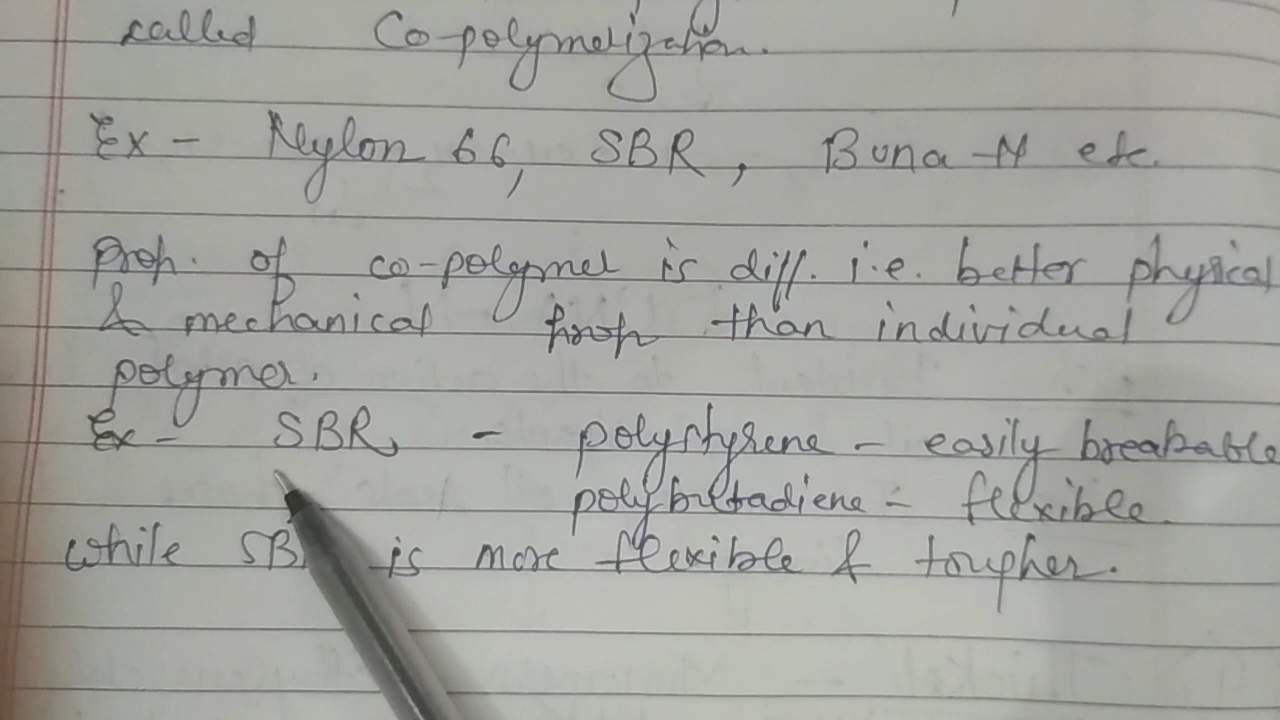 called Co-polymerization.
Ex - Nylon 66, SBR, Buna-N etc.
Prop. of co-polymer is diff. i.e. better physical
& mechanical prop than individual
polymer.
Ex - SBR, - polystyrene - easily breakable
polybutadiene - flexible.
while SBR is more flexible & tougher.